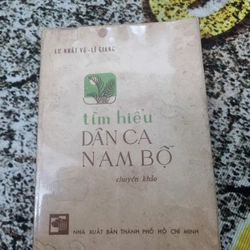 LƯ NHẤT VŨ - LÊ GIANG
tìm hiểu
DÂN CA
NAM BỘ
chuyên khảo
NHÀ XUẤT BẢN THÀNH PHỐ HỒ CHÍ MINH